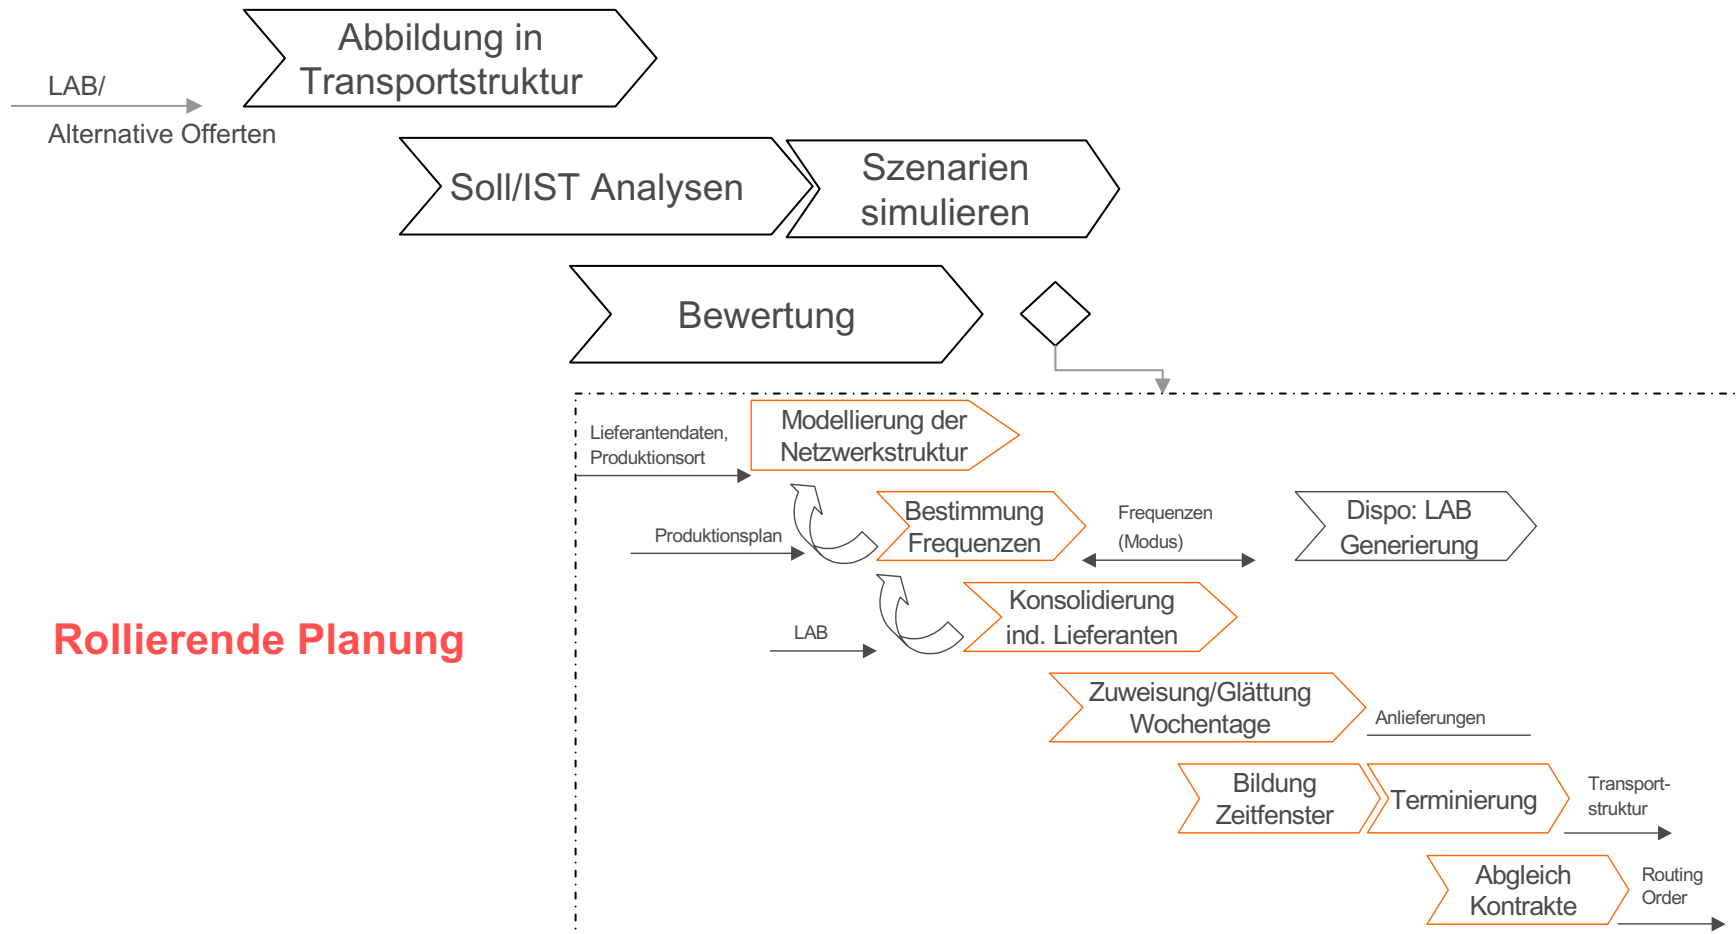 Abbildung in
Transportstruktur
LAB/
Alternative Offerten
Soll/IST Analysen
Szenarien
simulieren
Bewertung
Modellierung der
Netzwerkstruktur
Lieferantendaten,
Produktionsort
Bestimmung
Frequenzen
Produktionsplan
Frequenzen
(Modus)
Dispo: LAB
Generierung
Konsolidierung
ind. Lieferanten
LAB
Rollierende Planung
Zuweisung/Glättung
Wochentage
Anlieferungen
Bildung
Zeitfenster
Terminierung
Transport-
struktur
Abgleich
Kontrakte
Routing
Order